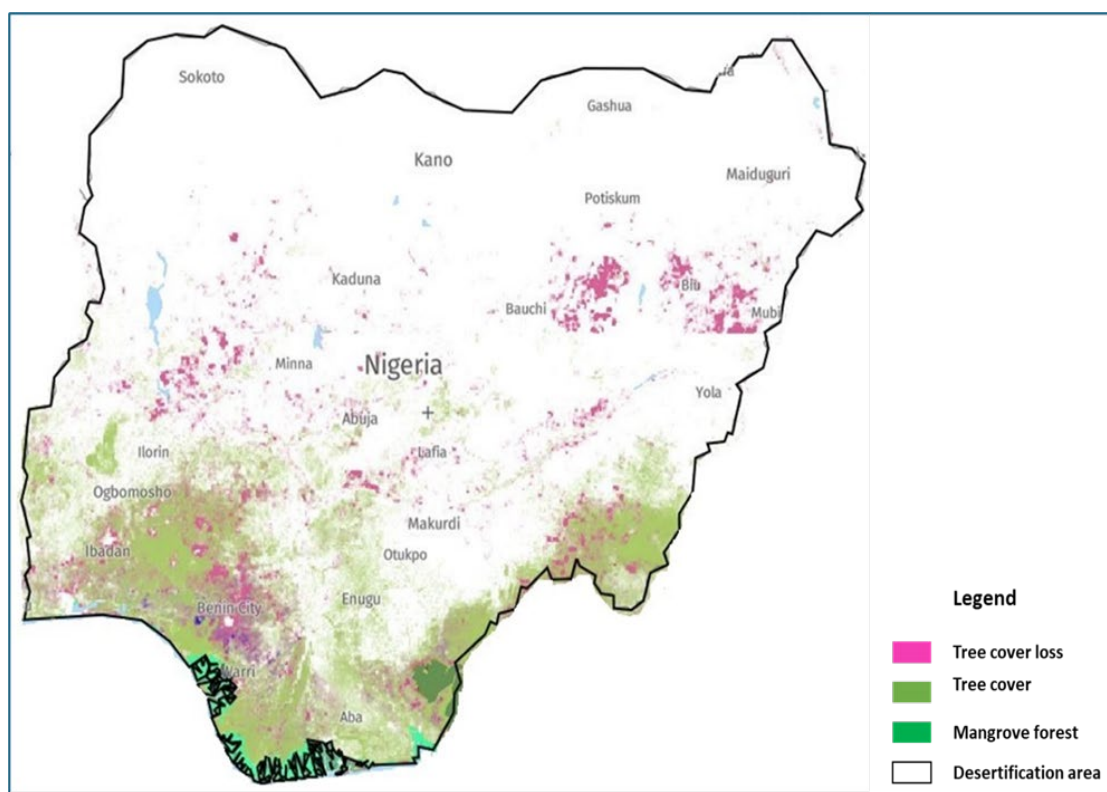 Sokoto
Gashua
Kano
Maiduguri
Potiskum
Kaduna
Biu
Bauchi
Mubi
Minna
Nigeria
Yola
Abuja
Ilorin
Lafia
Ogbomosho
Makurdi
Ibadan
Otukpo
Enugu
Benin City
Warri
Aba
Legend
Tree cover loss
Tree cover
Mangrove forest
Desertification area